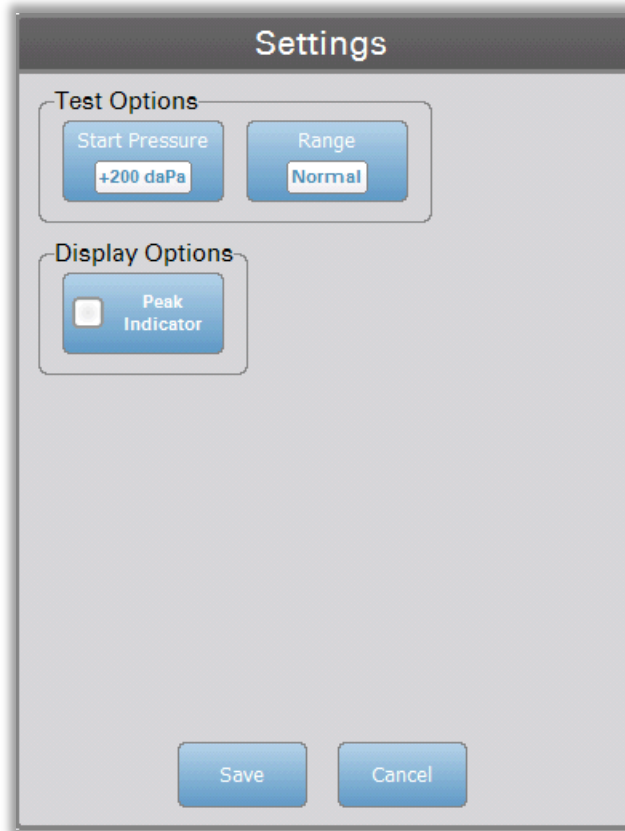 Settings
Test Options
Start Pressure
+200 daPa
Range
Normal
Display Options
Peak
Indicator
Save
Cancel